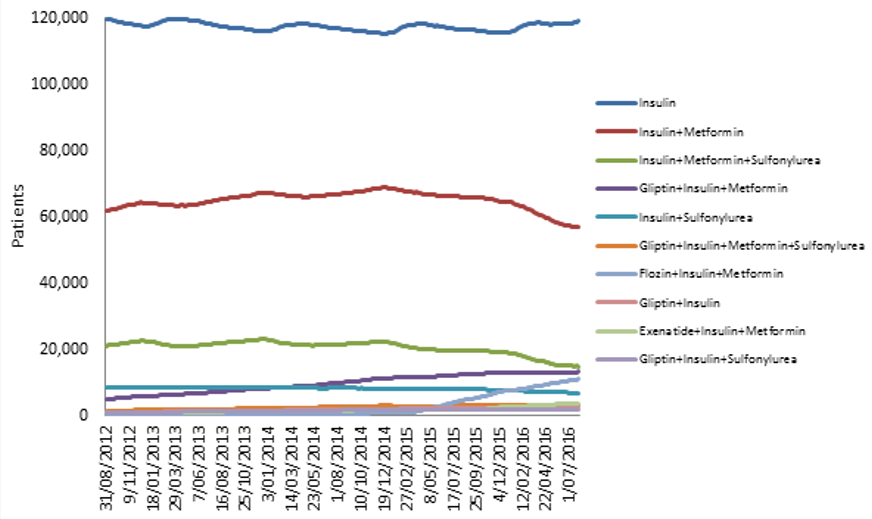 120,000
100,000
80,000
60,000
40,000
20,000
0
Patients
31/08/2012
9/11/2012
18/01/2013
29/03/2013
7/06/2013
16/08/2013
25/10/2013
3/01/2014
14/03/2014
23/05/2014
1/08/2014
10/10/2014
19/12/2014
27/02/2015
8/05/2015
17/07/2015
25/09/2015
4/12/2015
12/02/2016
22/04/2016
1/07/2016
Insulin
Insulin+Metformin
Insulin+Metformin+Sulfonylurea
Gliptin+Insulin+Metformin
Insulin+Sulfonylurea
Gliptin+Insulin+Metformin+Sulfonylurea
Flozin+Insulin+Metformin
Gliptin+Insulin
Exenatide+Insulin+Metformin
Gliptin+Insulin+Sulfonylurea